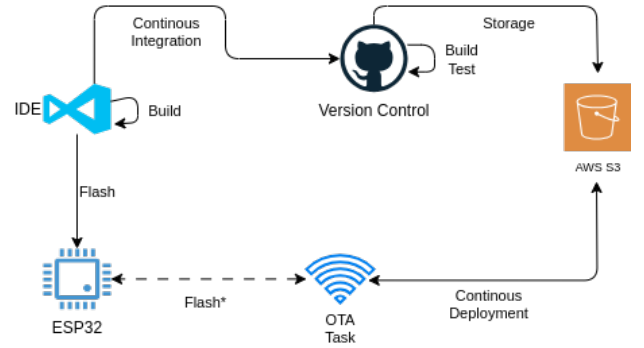 Continous
Integration
Storage
Build
Test
IDE
Build
Version Control
AWS S3
Flash
Flash*
Continous
Deployment
ESP32
OTA
Task